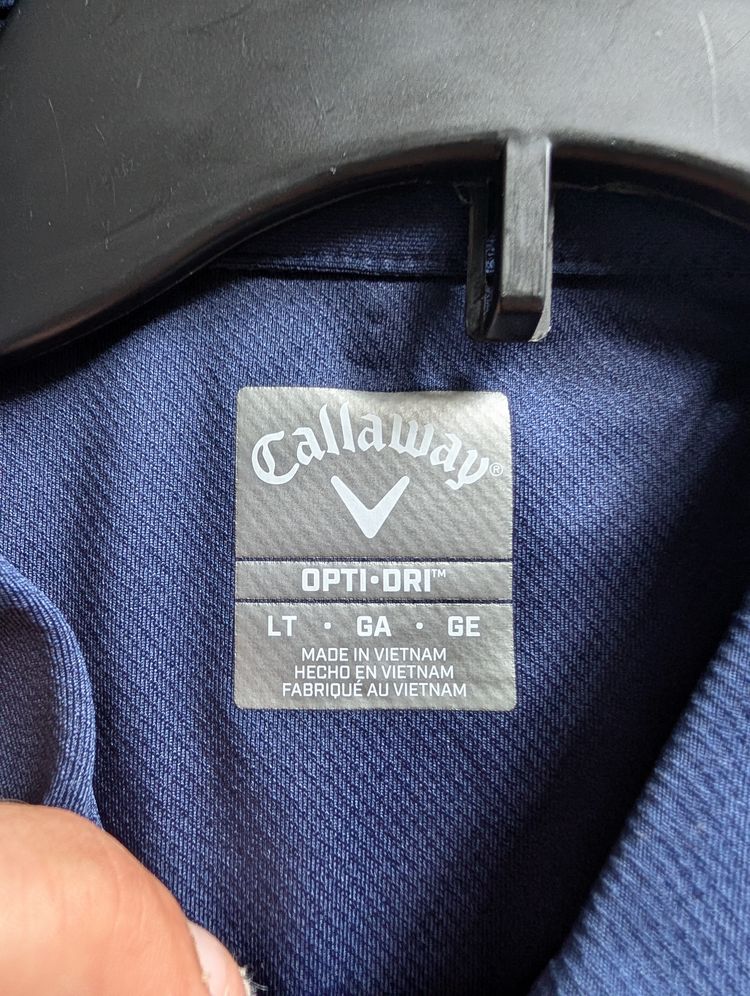 Callaway®
OPTI•DRI™
LT • GA • GE
MADE IN VIETNAM
HECHO EN VIETNAM
FABRIQUÉ AU VIETNAM